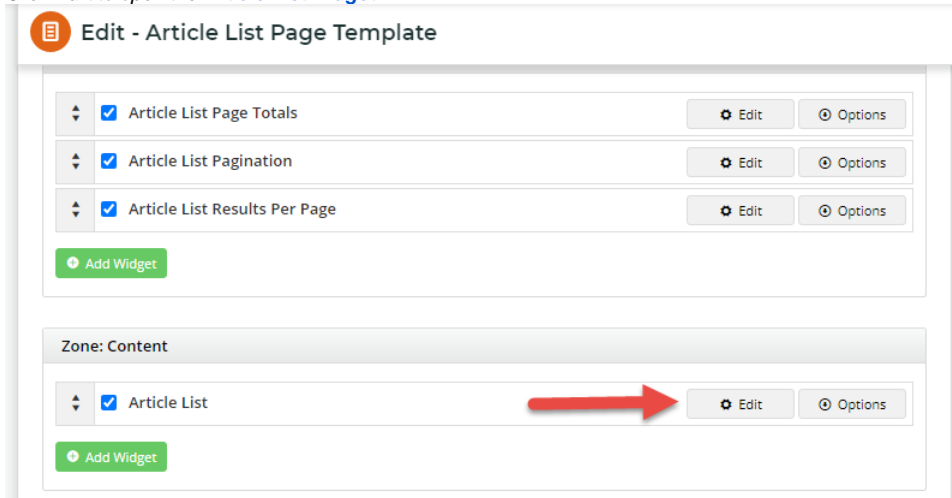 Edit - Article List Page Template
Article List Page Totals Edit Options
Article List Pagination Edit Options
Article List Results Per Page Edit Options
Add Widget
Zone: Content
Article List Edit Options
Add Widget